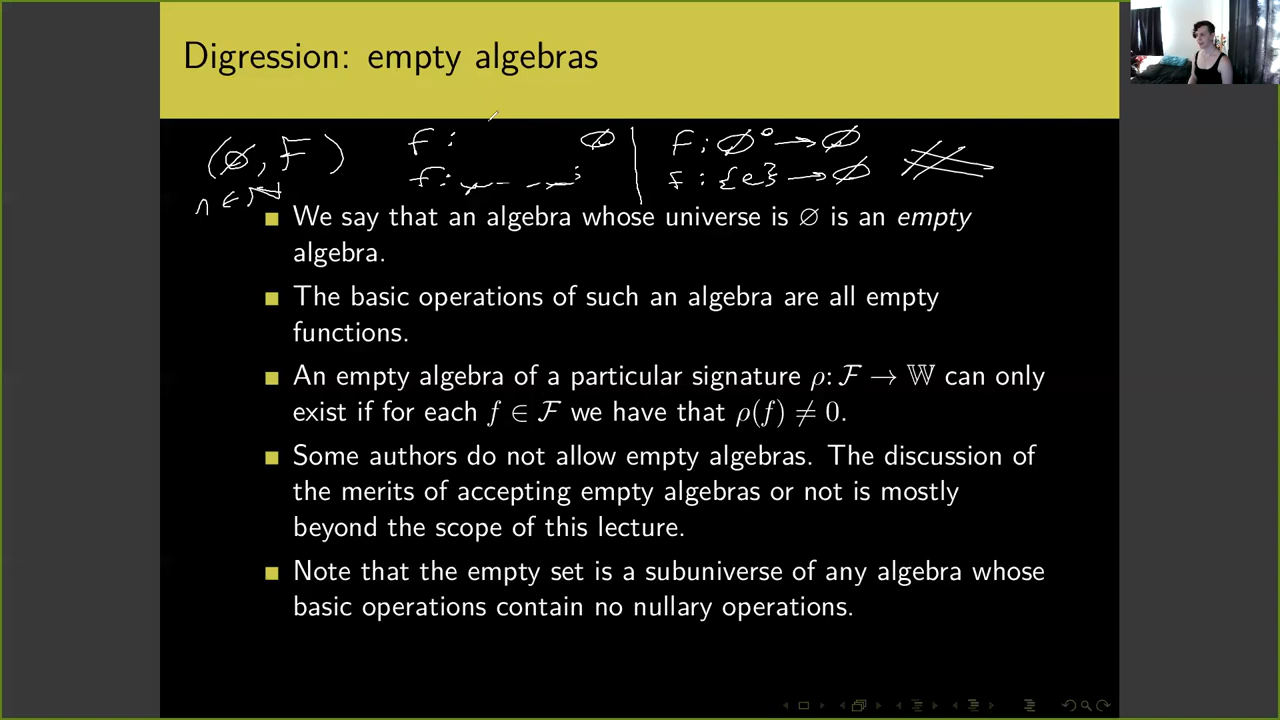 Digression: empty algebras
(∅, F) f: ∅ f: ∅⁰ → ∅
n ∈ ℕ f: f: {e} → ∅
We say that an algebra whose universe is ∅ is an empty
algebra.
The basic operations of such an algebra are all empty
functions.
An empty algebra of a particular signature ρ: ℱ → 𝕎 can only
exist if for each f ∈ ℱ we have that ρ(f) ≠ 0.
Some authors do not allow empty algebras. The discussion of
the merits of accepting empty algebras or not is mostly
beyond the scope of this lecture.
Note that the empty set is a subuniverse of any algebra whose
basic operations contain no nullary operations.